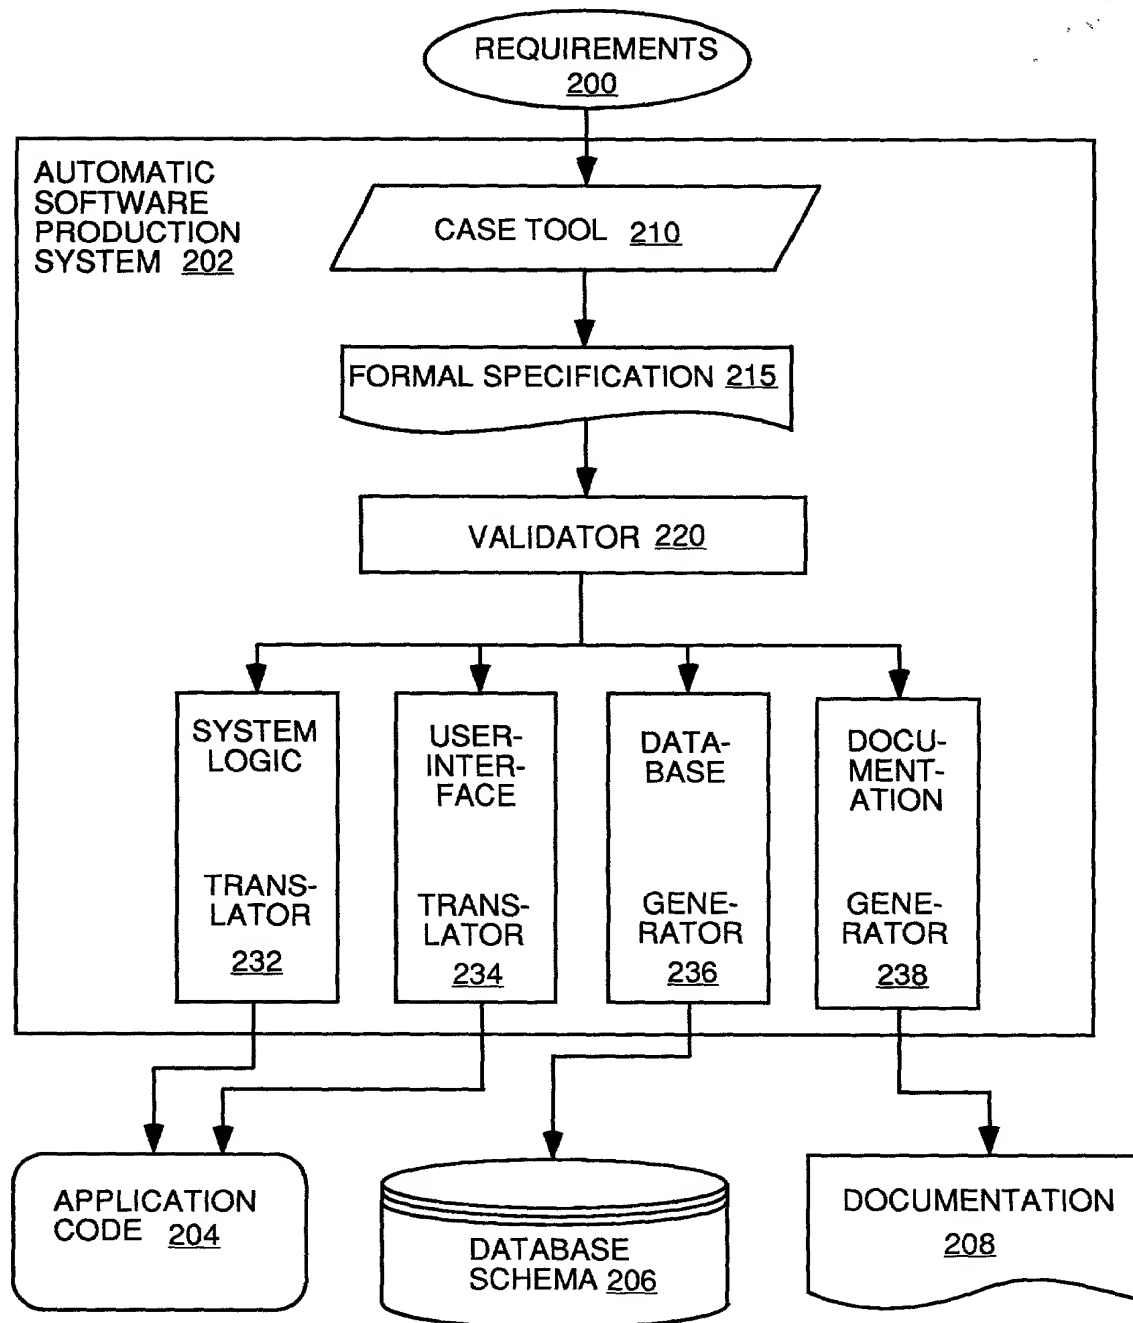 REQUIREMENTS
200
AUTOMATIC
SOFTWARE
PRODUCTION
SYSTEM 202
CASE TOOL 210
FORMAL SPECIFICATION 215
VALIDATOR 220
SYSTEM
LOGIC
TRANS-
LATOR
232
USER-
INTER-
FACE
TRANS-
LATOR
234
DATA-
BASE
GENE-
RATOR
236
DOCU-
MENT-
ATION
GENE-
RATOR
238
APPLICATION
CODE 204
DATABASE
SCHEMA 206
DOCUMENTATION
208